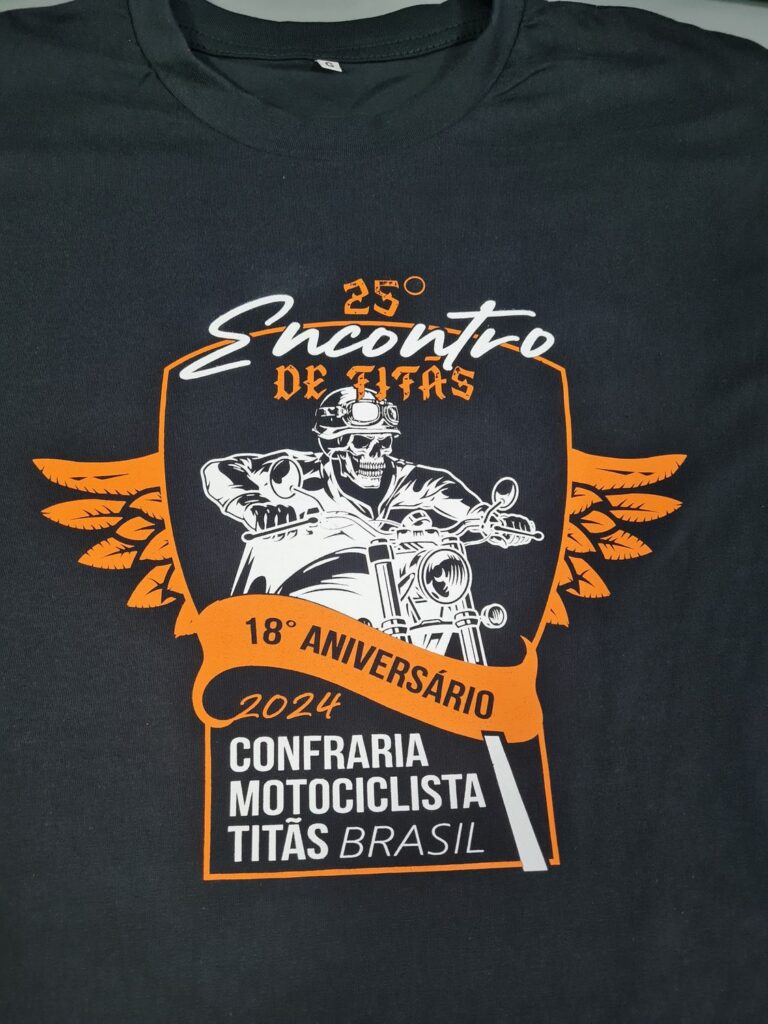 G
25°
Encontro
DE TITÃS
18° ANIVERSÁRIO
2024
CONFRARIA
MOTOCICLISTA
TITÃS BRASIL